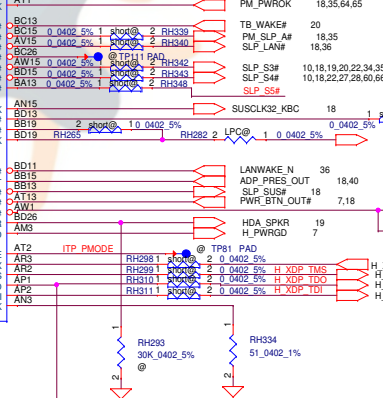 AT1 PM_PWROK 18,35,64,65
BC13 TB_WAKE# 20
BC15 0_0402_5% 1 short@ 2 RH339 PM_SLP_A# 18,35
AV15 0_0402_5% 1 short@ 2 RH340 SLP_LAN# 18,36
BC26 @ TP111 PAD
AW15 0_0402_5% 1 short@ 2 RH342 SLP_S3# 10,18,19,20,22,34,35
BD15 0_0402_5% 1 short@ 2 RH343 SLP_S4# 10,18,22,27,28,60,66
BA13 0_0402_5% 1 short@ 2 RH348
SLP_S5#
AN15 SUSCLK32_KBC 18
BD13 0_0402_5%
BB19 2 short@ 1 0_0402_5%
BD19 RH265 RH282 LPC@ 1 0_0402_5%
BD11 LANWAKE_N 36
BB15 ADP_PRES_OUT 18,40
BB13 SLP_SUS# 18
AT13 PWR_BTN_OUT# 7,18
AW1
BD26 HDA_SPKR 19
AM3 H_PWRGD 7
AT2 ITP_PMODE @ TP81 PAD
AR3 RH298 1 short@ 2 0_0402_5%
AR2 RH299 1 short@ 2 0_0402_5% H_XDP_TMS
AP1 RH310 1 short@ 2 0_0402_5% H_XDP_TDO
AP2 RH311 1 short@ 2 0_0402_5% H_XDP_TDI
AN3
1 1
RH293 RH334
30K_0402_5% 51_0402_1%
@
2 2